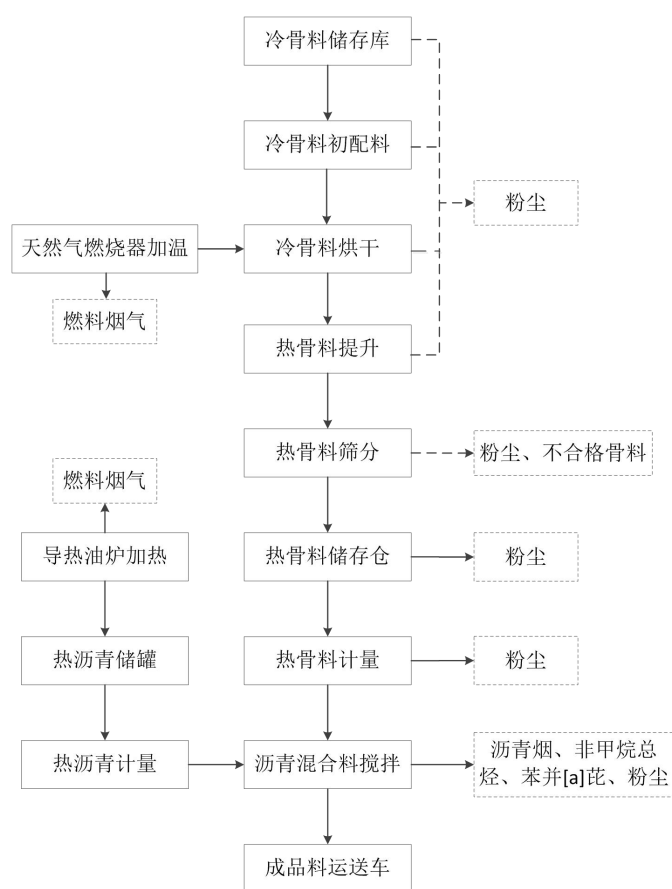 冷骨料储存库
冷骨料初配料
粉尘
天然气燃烧器加温
冷骨料烘干
燃料烟气
热骨料提升
热骨料筛分
粉尘、不合格骨料
燃料烟气
导热油炉加热
热骨料储存仓
粉尘
热沥青储罐
热骨料计量
粉尘
热沥青计量
沥青混合料搅拌
沥青烟、非甲烷总
烃、苯并[a]芘、粉尘
成品料运送车